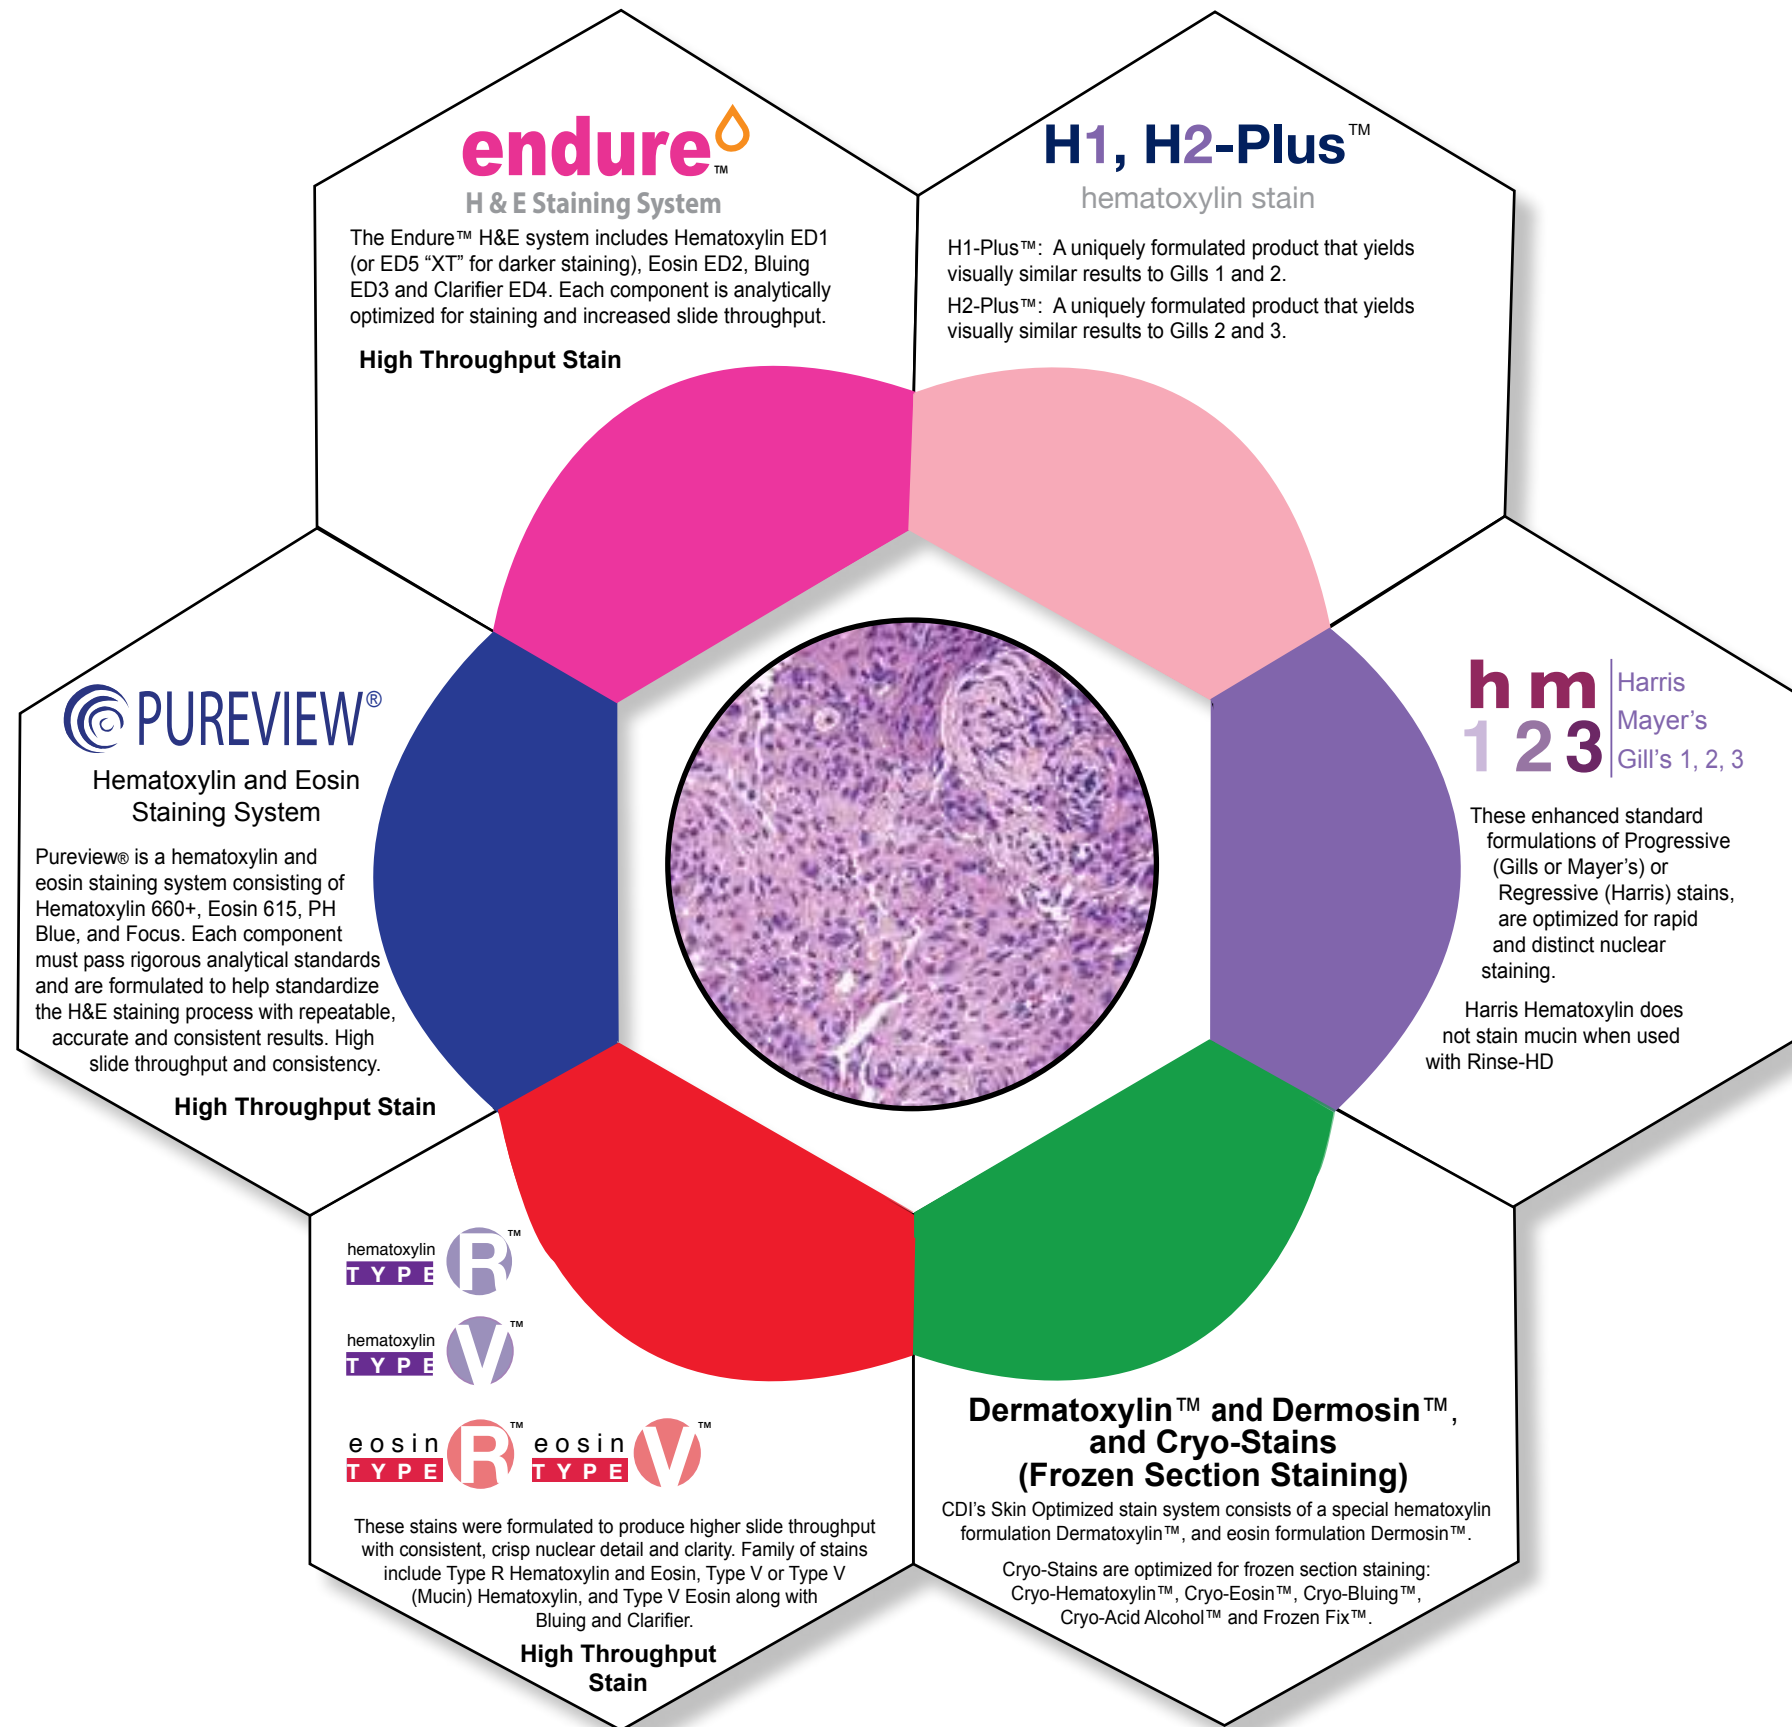 endure™
H & E Staining System
The Endure™ H&E system includes Hematoxylin ED1
(or ED5 “XT” for darker staining), Eosin ED2, Bluing
ED3 and Clarifier ED4. Each component is analytically
optimized for staining and increased slide throughput.
High Throughput Stain
H1, H2-Plus™
hematoxylin stain
H1-Plus™: A uniquely formulated product that yields
visually similar results to Gills 1 and 2.
H2-Plus™: A uniquely formulated product that yields
visually similar results to Gills 2 and 3.
PUREVIEW®
Hematoxylin and Eosin
Staining System
Pureview® is a hematoxylin and
eosin staining system consisting of
Hematoxylin 660+, Eosin 615, PH
Blue, and Focus. Each component
must pass rigorous analytical standards
and are formulated to help standardize
the H&E staining process with repeatable,
accurate and consistent results. High
slide throughput and consistency.
High Throughput Stain
h m
1 2 3
Harris
Mayer’s
Gill’s 1, 2, 3
These enhanced standard
formulations of Progressive
(Gills or Mayer’s) or
Regressive (Harris) stains,
are optimized for rapid
and distinct nuclear
staining.
Harris Hematoxylin does
not stain mucin when used
with Rinse-HD
hematoxylin
TYPE R™
hematoxylin
TYPE V™
eosin
TYPE R™
eosin
TYPE V™
These stains were formulated to produce higher slide throughput
with consistent, crisp nuclear detail and clarity. Family of stains
include Type R Hematoxylin and Eosin, Type V or Type V
(Mucin) Hematoxylin, and Type V Eosin along with
Bluing and Clarifier.
High Throughput
Stain
Dermatoxylin™ and Dermosin™,
and Cryo-Stains
(Frozen Section Staining)
CDI’s Skin Optimized stain system consists of a special hematoxylin
formulation Dermatoxylin™, and eosin formulation Dermosin™.
Cryo-Stains are optimized for frozen section staining:
Cryo-Hematoxylin™, Cryo-Eosin™, Cryo-Bluing™,
Cryo-Acid Alcohol™ and Frozen Fix™.